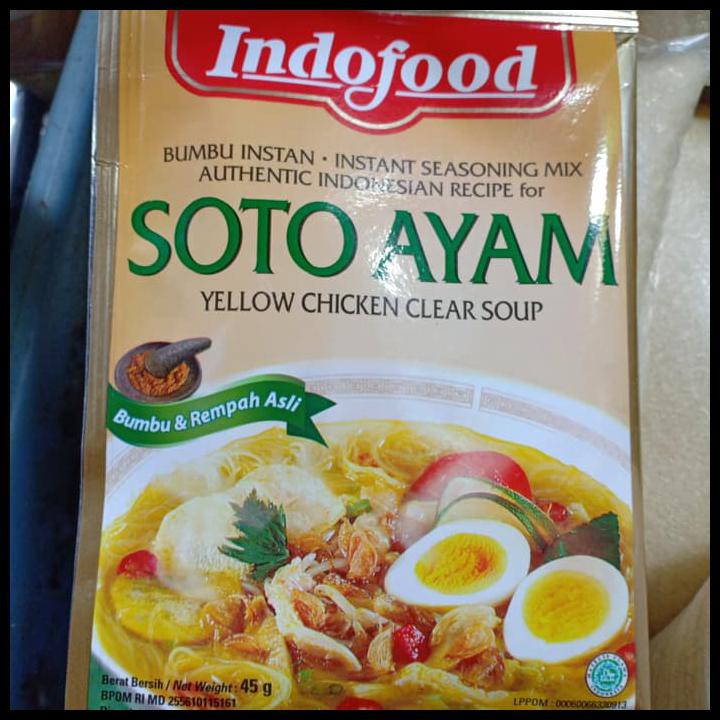 Indofood
BUMBU INSTAN • INSTANT SEASONING MIX
AUTHENTIC INDONESIAN RECIPE for
SOTO AYAM
YELLOW CHICKEN CLEAR SOUP
Bumbu & Rempah Asli
Berat Bersih / Net Weight : 45 g
BPOM RI MD 255610115161
LPPOM : 00060066330913